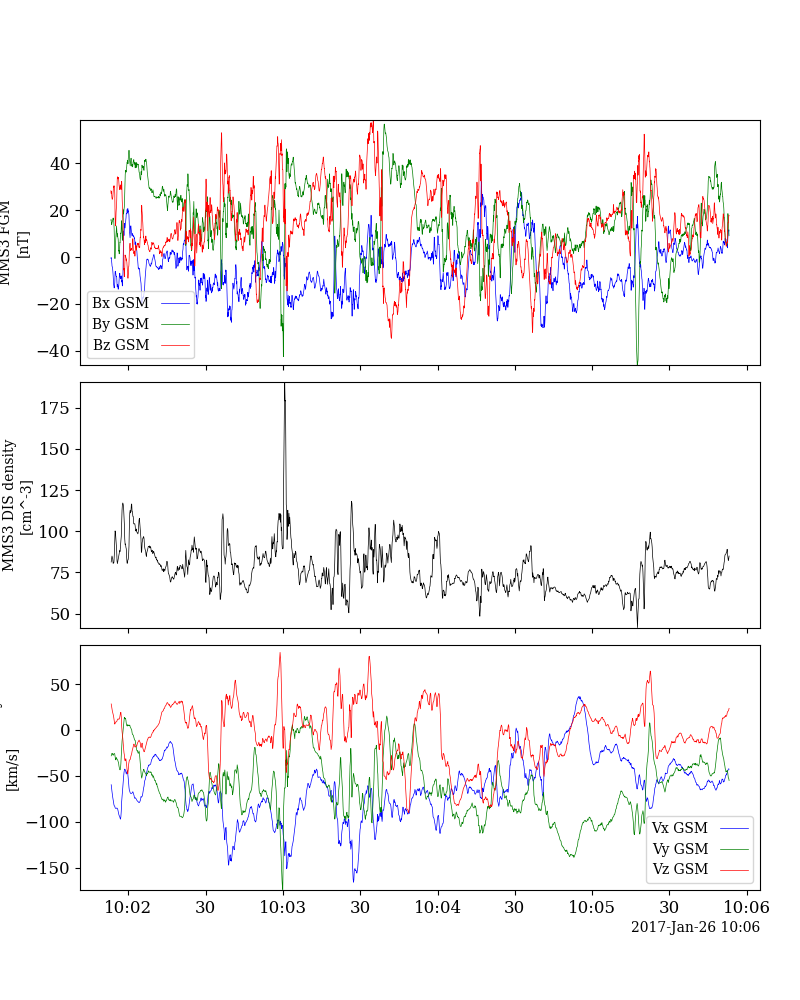 MMS3 FGM
[nT]
40
20
0
−20
−40
Bx GSM
By GSM
Bz GSM
MMS3 DIS density
[cm^-3]
175
150
125
100
75
50
[km/s]
50
0
−50
−100
−150
Vx GSM
Vy GSM
Vz GSM
10:02
30
10:03
30
10:04
30
10:05
30
10:06
2017-Jan-26 10:06